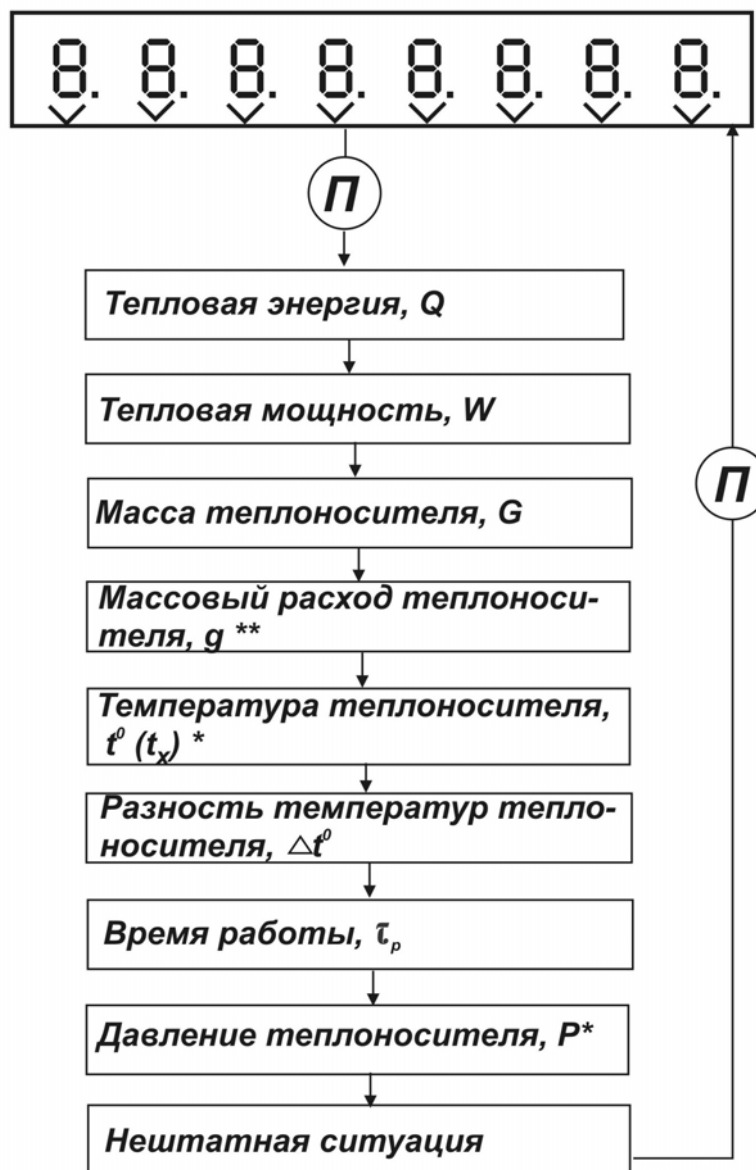 8. 8. 8. 8. 8. 8. 8. 8.
П
Тепловая энергия, Q
Тепловая мощность, W
Масса теплоносителя, G
П
Массовый расход теплоноси-
теля, g **
Температура теплоносителя,
t⁰ (tₓ) *
Разность температур тепло-
носителя, △t⁰
Время работы, τₚ
Давление теплоносителя, P*
Нештатная ситуация